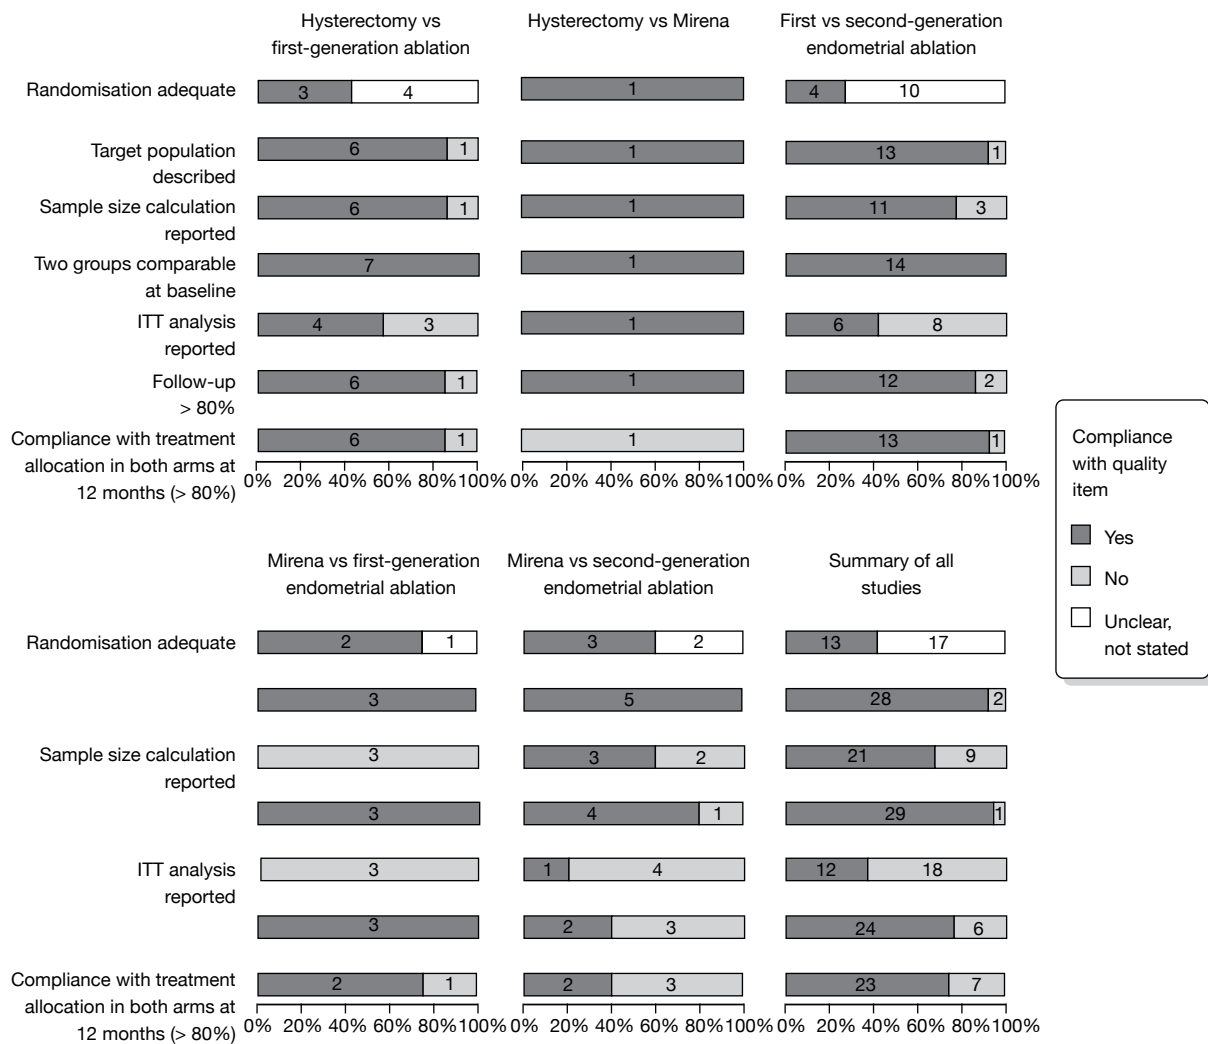 Hysterectomy vs
first-generation ablation
Hysterectomy vs Mirena
First vs second-generation
endometrial ablation
Randomisation adequate
3 4
1
4 10
Target population
described
6 1
1
13 1
Sample size calculation
reported
6 1
1
11 3
Two groups comparable
at baseline
7
1
14
ITT analysis
reported
4 3
1
6 8
Follow-up
> 80%
6 1
1
12 2
Compliance with treatment
allocation in both arms at
12 months (> 80%)
6 1
1
13 1
0% 20% 40% 60% 80% 100%
0% 20% 40% 60% 80% 100%
0% 20% 40% 60% 80% 100%
Compliance
with quality
item
Yes
No
Unclear,
not stated
Mirena vs first-generation
endometrial ablation
Mirena vs second-generation
endometrial ablation
Summary of all
studies
Randomisation adequate
2 1
3 2
13 17
3
5
28 2
Sample size calculation
reported
3
3 2
21 9
3
4 1
29 1
ITT analysis
reported
3
1 4
12 18
3
2 3
24 6
Compliance with treatment
allocation in both arms at
12 months (> 80%)
2 1
2 3
23 7
0% 20% 40% 60% 80% 100%
0% 20% 40% 60% 80% 100%
0% 20% 40% 60% 80% 100%